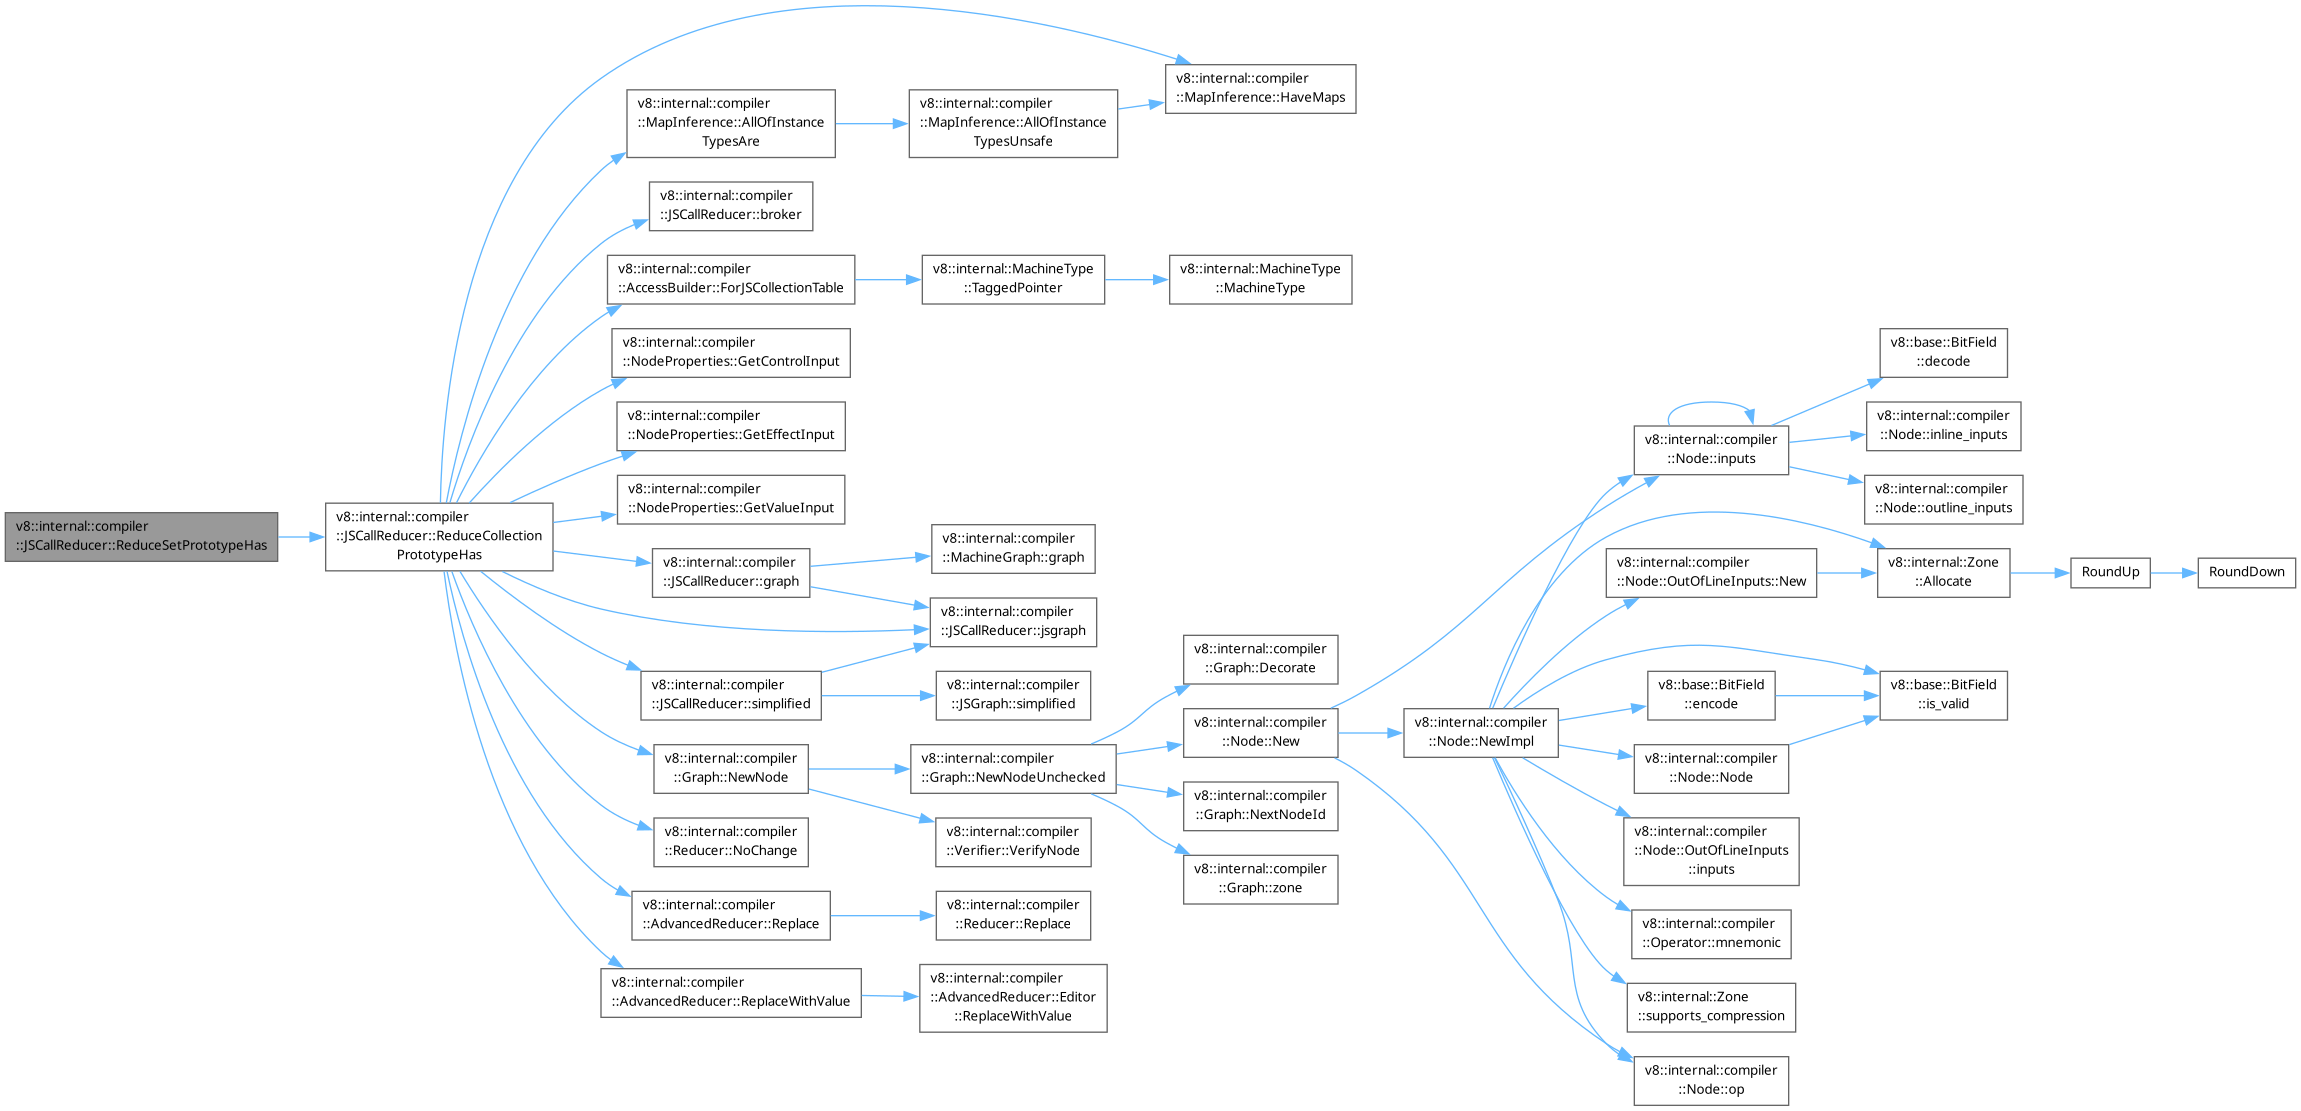 v8::internal::compiler
::JSCallReducer::ReduceSetPrototypeHas
v8::internal::compiler
::JSCallReducer::ReduceCollection
PrototypeHas
v8::internal::compiler
::MapInference::HaveMaps
v8::internal::compiler
::MapInference::AllOfInstance
TypesAre
v8::internal::compiler
::MapInference::AllOfInstance
TypesUnsafe
v8::internal::compiler
::JSCallReducer::broker
v8::internal::compiler
::AccessBuilder::ForJSCollectionTable
v8::internal::MachineType
::TaggedPointer
v8::internal::MachineType
::MachineType
v8::internal::compiler
::NodeProperties::GetControlInput
v8::internal::compiler
::NodeProperties::GetEffectInput
v8::internal::compiler
::NodeProperties::GetValueInput
v8::internal::compiler
::JSCallReducer::graph
v8::internal::compiler
::MachineGraph::graph
v8::internal::compiler
::JSCallReducer::jsgraph
v8::internal::compiler
::JSCallReducer::simplified
v8::internal::compiler
::JSGraph::simplified
v8::internal::compiler
::Graph::NewNode
v8::internal::compiler
::Graph::NewNodeUnchecked
v8::internal::compiler
::Verifier::VerifyNode
v8::internal::compiler
::Reducer::NoChange
v8::internal::compiler
::AdvancedReducer::Replace
v8::internal::compiler
::Reducer::Replace
v8::internal::compiler
::AdvancedReducer::ReplaceWithValue
v8::internal::compiler
::AdvancedReducer::Editor
::ReplaceWithValue
v8::internal::compiler
::Graph::Decorate
v8::internal::compiler
::Node::New
v8::internal::compiler
::Graph::NextNodeId
v8::internal::compiler
::Graph::zone
v8::internal::compiler
::Node::NewImpl
v8::internal::compiler
::Node::inputs
v8::base::BitField
::decode
v8::internal::compiler
::Node::inline_inputs
v8::internal::compiler
::Node::outline_inputs
v8::internal::compiler
::Node::OutOfLineInputs::New
v8::internal::Zone
::Allocate
RoundUp
RoundDown
v8::base::BitField
::encode
v8::base::BitField
::is_valid
v8::internal::compiler
::Node::Node
v8::internal::compiler
::Node::OutOfLineInputs
::inputs
v8::internal::compiler
::Operator::mnemonic
v8::internal::Zone
::supports_compression
v8::internal::compiler
::Node::op